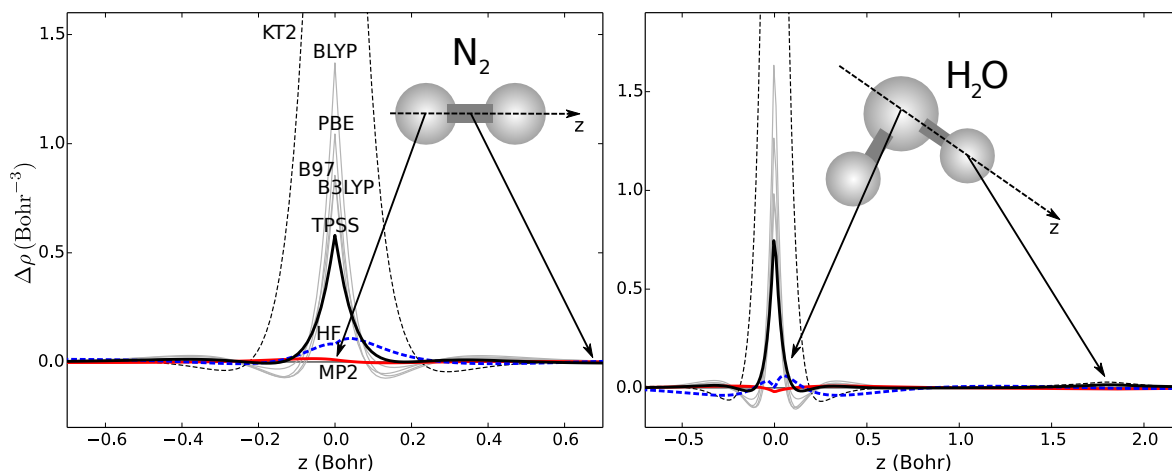 1.5
1.0
0.5
0.0
Δρ (Bohr⁻³)
KT2
BLYP
PBE
B97
B3LYP
TPSS
HF
MP2
N₂
z
−0.6 −0.4 −0.2 0.0 0.2 0.4 0.6
z (Bohr)
1.5
1.0
0.5
0.0
H₂O
z
−0.5 0.0 0.5 1.0 1.5 2.0
z (Bohr)